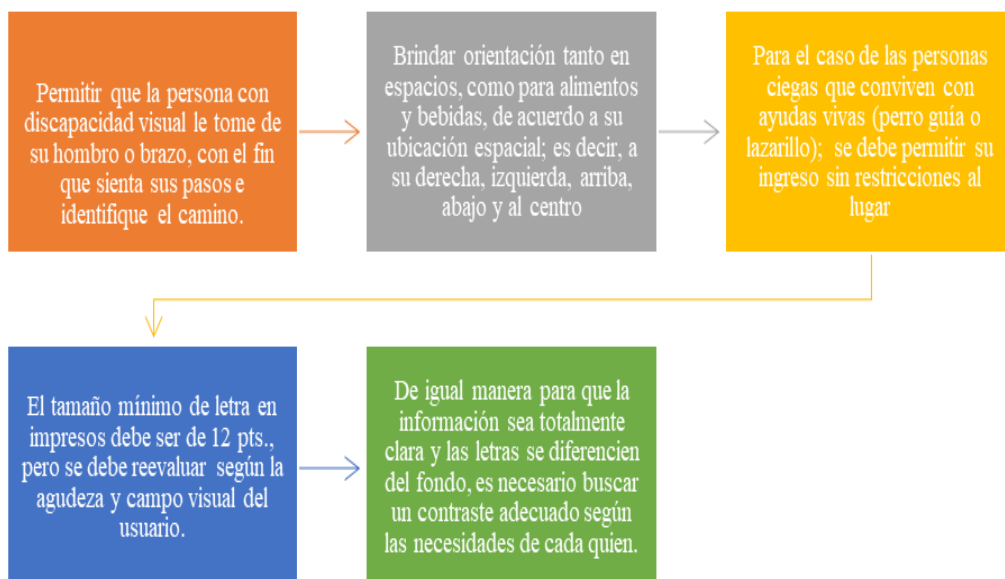 Permitir que la persona con
discapacidad visual le tome de
su hombro o brazo, con el fin
que sienta sus pasos e
identifique el camino.
Brindar orientación tanto en
espacios, como para alimentos
y bebidas, de acuerdo a su
ubicación espacial; es decir, a
su derecha, izquierda, arriba,
abajo y al centro
Para el caso de las personas
ciegas que conviven con
ayudas vivas (perro guía o
lazarillo); se debe permitir su
ingreso sin restricciones al
lugar
El tamaño mínimo de letra en
impresos debe ser de 12 pts.,
pero se debe reevaluar según la
agudeza y campo visual del
usuario.
De igual manera para que la
información sea totalmente
clara y las letras se diferencien
del fondo, es necesario buscar
un contraste adecuado según
las necesidades de cada quien.